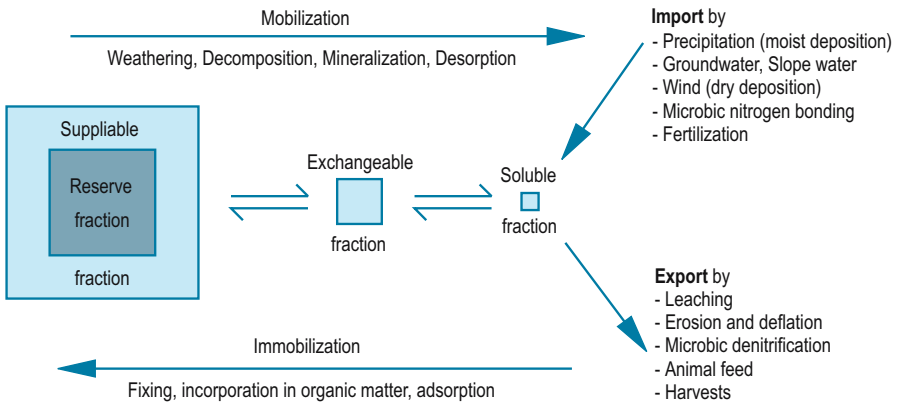 Mobilization
Weathering, Decomposition, Mineralization, Desorption
Import by
- Precipitation (moist deposition)
- Groundwater, Slope water
- Wind (dry deposition)
- Microbic nitrogen bonding
- Fertilization
Suppliable
Reserve
fraction
fraction
Exchangeable
fraction
Soluble
fraction
Export by
- Leaching
- Erosion and deflation
- Microbic denitrification
- Animal feed
- Harvests
Immobilization
Fixing, incorporation in organic matter, adsorption